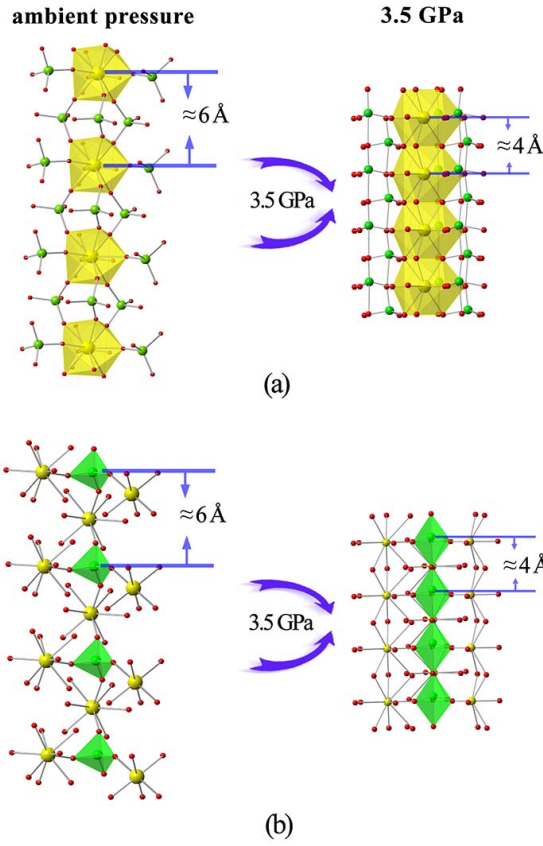 ambient pressure
3.5 GPa
≈6 Å
≈4 Å
3.5 GPa
(a)
≈6 Å
≈4 Å
3.5 GPa
(b)